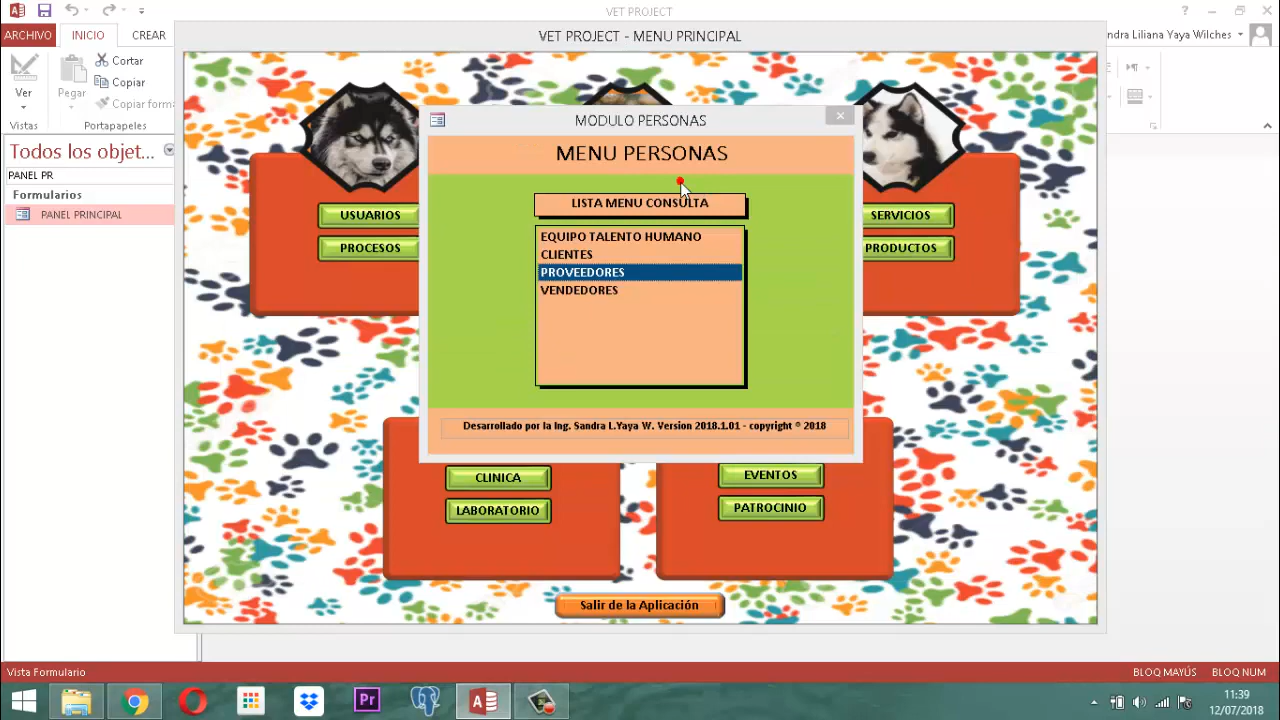 VET PROJECT
ARCHIVO
INICIO
CREAR
ndra Liliana Yaya Wilches
Ver
Pegar
Cortar
Copiar
Copiar form
Vistas
Portapapeles
Todos los objet...
PANEL PR
Formularios
PANEL PRINCIPAL
VET PROJECT - MENU PRINCIPAL
USUARIOS
PROCESOS
SERVICIOS
PRODUCTOS
MODULO PERSONAS
MENU PERSONAS
LISTA MENU CONSULTA
EQUIPO TALENTO HUMANO
CLIENTES
PROVEEDORES
VENDEDORES
Desarrollado por la Ing. Sandra L.Yaya W. Version 2018.1.01 - copyright ® 2018
CLINICA
LABORATORIO
EVENTOS
PATROCINIO
Salir de la Aplicación
Vista Formulario
BLOQ MAYÚS
BLOQ NUM
Pr
11:39
12/07/2018